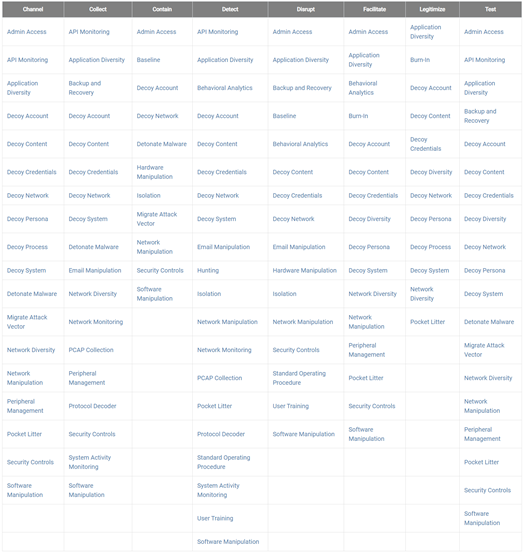 Channel Collect Contain Detect Disrupt Facilitate Legitimize Test
Admin Access API Monitoring Admin Access API Monitoring Admin Access Admin Access Application Diversity Admin Access
API Monitoring Application Diversity Baseline Application Diversity Application Diversity Application Diversity Burn-In API Monitoring
Application Diversity Backup and Recovery Decoy Account Behavioral Analytics Backup and Recovery Behavioral Analytics Decoy Account Application Diversity
Decoy Account Decoy Account Decoy Network Decoy Account Baseline Burn-In Decoy Content Backup and Recovery
Decoy Content Decoy Content Detonate Malware Decoy Content Behavioral Analytics Decoy Account Decoy Credentials Decoy Account
Decoy Credentials Decoy Credentials Hardware Manipulation Decoy Credentials Decoy Content Decoy Content Decoy Diversity Decoy Content
Decoy Network Decoy Network Isolation Decoy Network Decoy Credentials Decoy Credentials Decoy Network Decoy Credentials
Decoy Persona Decoy System Migrate Attack Vector Decoy System Decoy Network Decoy Diversity Decoy Persona Decoy Diversity
Decoy Process Detonate Malware Network Manipulation Email Manipulation Email Manipulation Decoy Persona Decoy Process Decoy Network
Decoy System Email Manipulation Security Controls Hunting Hardware Manipulation Decoy System Decoy System Decoy Persona
Detonate Malware Network Diversity Software Manipulation Isolation Isolation Network Diversity Network Diversity Decoy System
Migrate Attack Vector Network Monitoring Network Manipulation Network Manipulation Network Manipulation Pocket Litter Detonate Malware
Network Diversity PCAP Collection Network Monitoring Security Controls Peripheral Management Migrate Attack Vector
Network Manipulation Peripheral Management PCAP Collection Standard Operating Procedure Pocket Litter Network Diversity
Peripheral Management Protocol Decoder Pocket Litter User Training Security Controls Network Manipulation
Pocket Litter Security Controls Protocol Decoder Software Manipulation Software Manipulation Peripheral Management
Security Controls System Activity Monitoring Standard Operating Procedure Pocket Litter
Software Manipulation Software Manipulation System Activity Monitoring Security Controls
User Training Software Manipulation
Software Manipulation